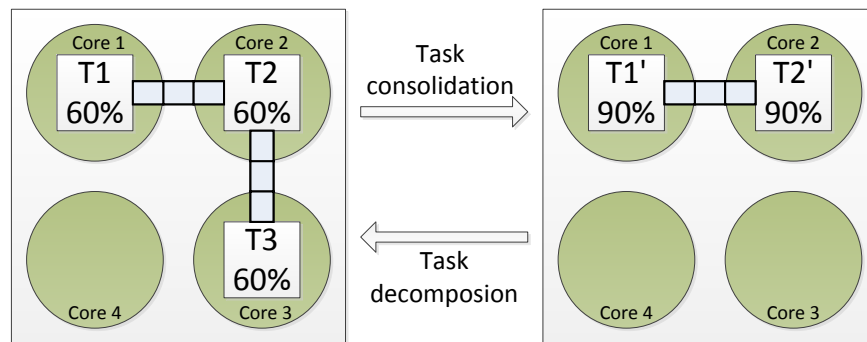 Core 1
T1
60%
Core 2
T2
60%
T3
60%
Core 3
Core 4
Task
consolidation
Task
decomposion
Core 1
T1'
90%
Core 2
T2'
90%
Core 4
Core 3